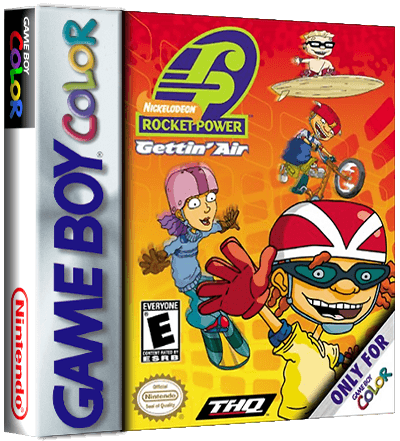 GAME BOY
COLOR
Nintendo
GAME BOY COLOR
NICKELODEON
ROCKET POWER
Gettin' Air
EVERYONE
E
CONTENT RATED BY
ESRB
Official
Nintendo
Seal of Quality
THQ
ONLY FOR
GAME BOY
COLOR